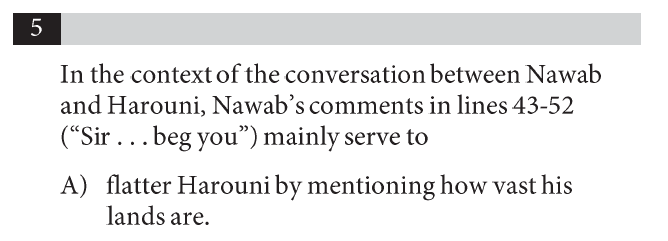 5
In the context of the conversation between Nawab
and Harouni, Nawab’s comments in lines 43-52
(“Sir . . . beg you”) mainly serve to
A) flatter Harouni by mentioning how vast his
lands are.